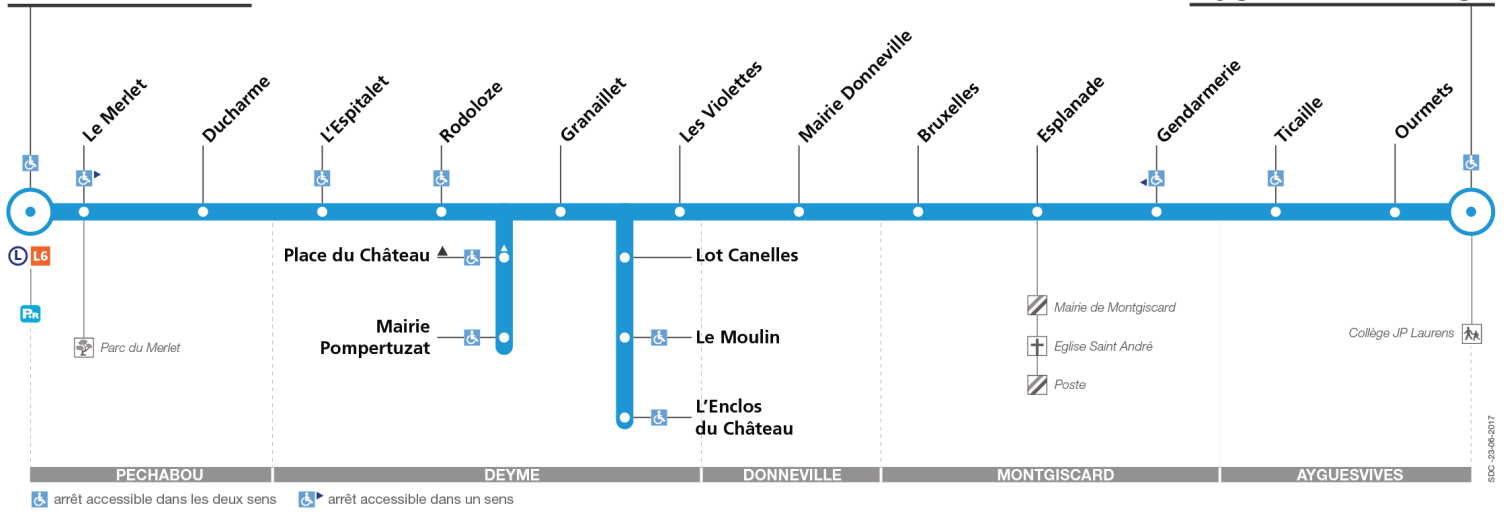 Le Merlet
Ducharme
L'Espitalet
Rodoloze
Granaillet
Les Violettes
Mairie Donneville
Bruxelles
Esplanade
Gendarmerie
Ticaille
Ourmets
L L6
P+R
Parc du Merlet
Place du Château
Mairie
Pompertuzat
Lot Canelles
Le Moulin
L'Enclos
du Château
Mairie de Montgiscard
Eglise Saint André
Poste
Collège JP Laurens
SDC -23-06-2017
PECHABOU
DEYME
DONNEVILLE
MONTGISCARD
AYGUESVIVES
arrêt accessible dans les deux sens
arrêt accessible dans un sens